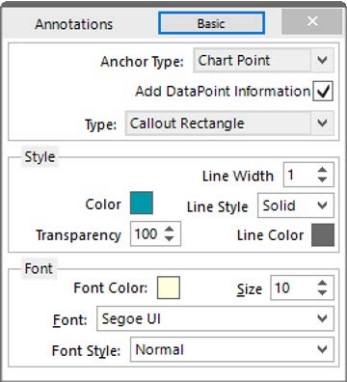 Annotations Basic
Anchor Type: Chart Point
Add DataPoint Information
Type: Callout Rectangle
Style
Line Width 1
Color Line Style Solid
Transparency 100 Line Color
Font
Font Color: Size 10
Font: Segoe UI
Font Style: Normal